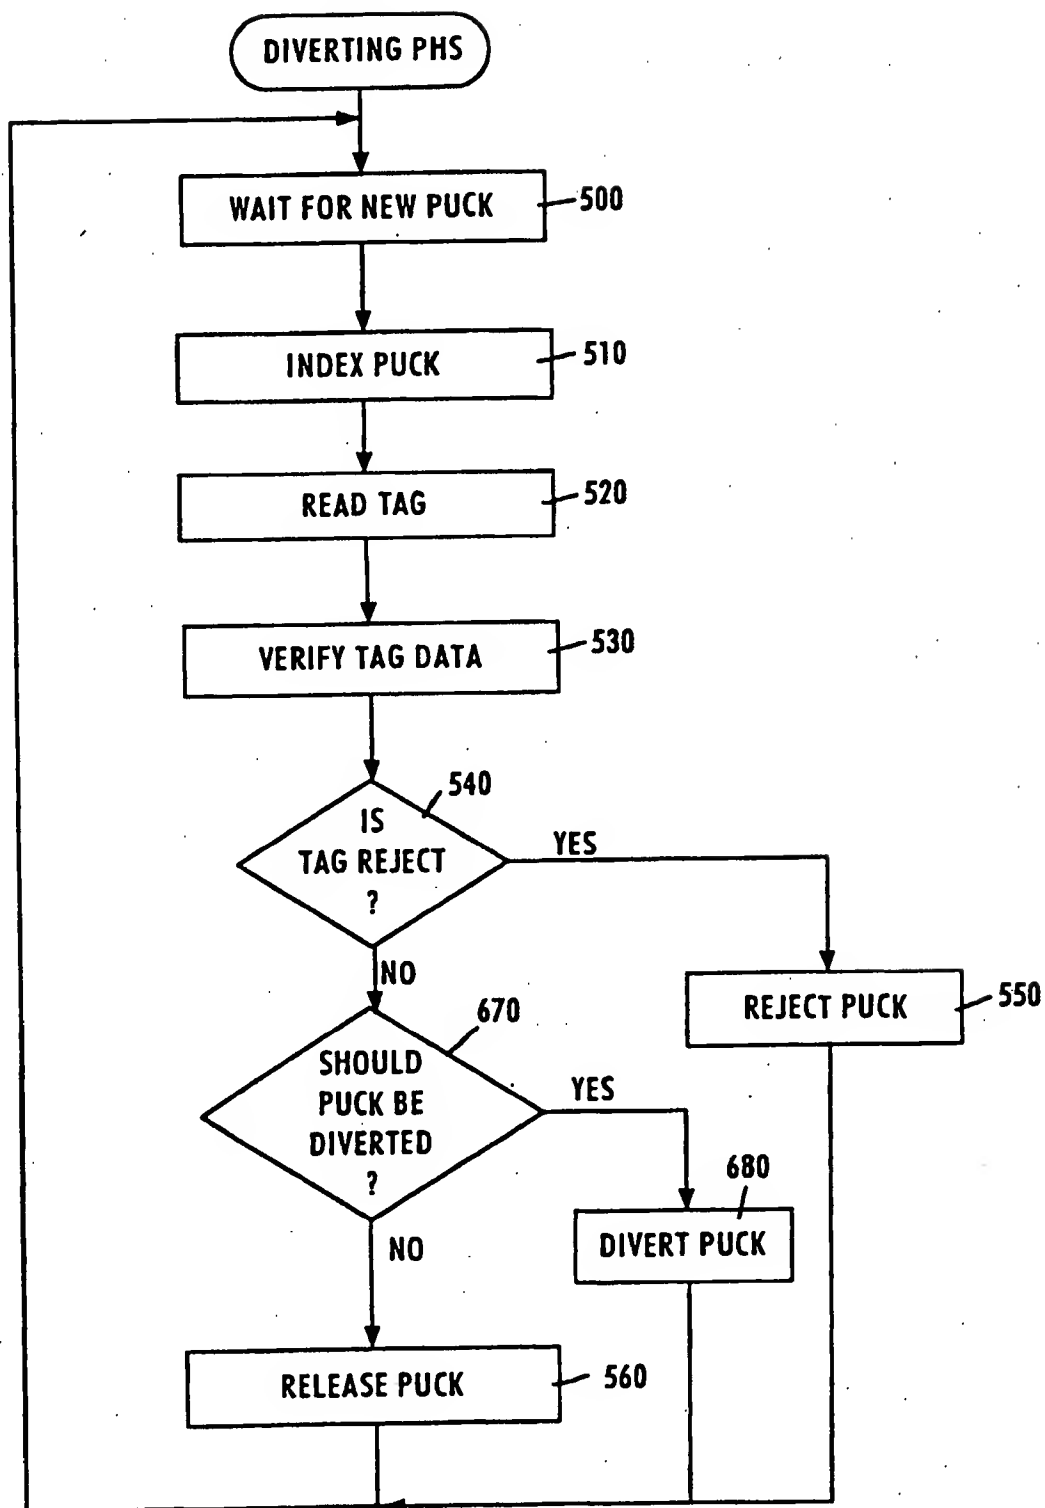 DIVERTING PHS
WAIT FOR NEW PUCK
500
INDEX PUCK
510
READ TAG
520
VERIFY TAG DATA
530
540
IS
TAG REJECT
?
YES
NO
REJECT PUCK
550
670
SHOULD
PUCK BE
DIVERTED
?
YES
680
DIVERT PUCK
NO
RELEASE PUCK
560